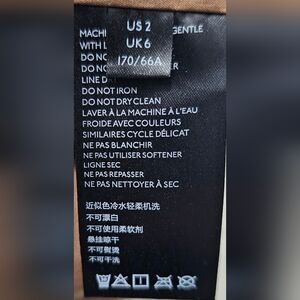 US 2
UK 6
170/66A
MACHI GENTLE
WITH
DO NO
DO NO
LINE D
DO NOT IRON
DO NOT DRY CLEAN
LAVER À LA MACHINE À L'EAU
FROIDE AVEC COULEURS
SIMILAIRES CYCLE DÉLICAT
NE PAS BLANCHIR
NE PAS UTILISER SOFTENER
LIGNE SEC
NE PAS REPASSER
NE PAS NETTOYER À SEC
近似色冷水轻柔机洗
不可漂白
不可使用柔软剂
悬挂晾干
不可熨烫
不可干洗